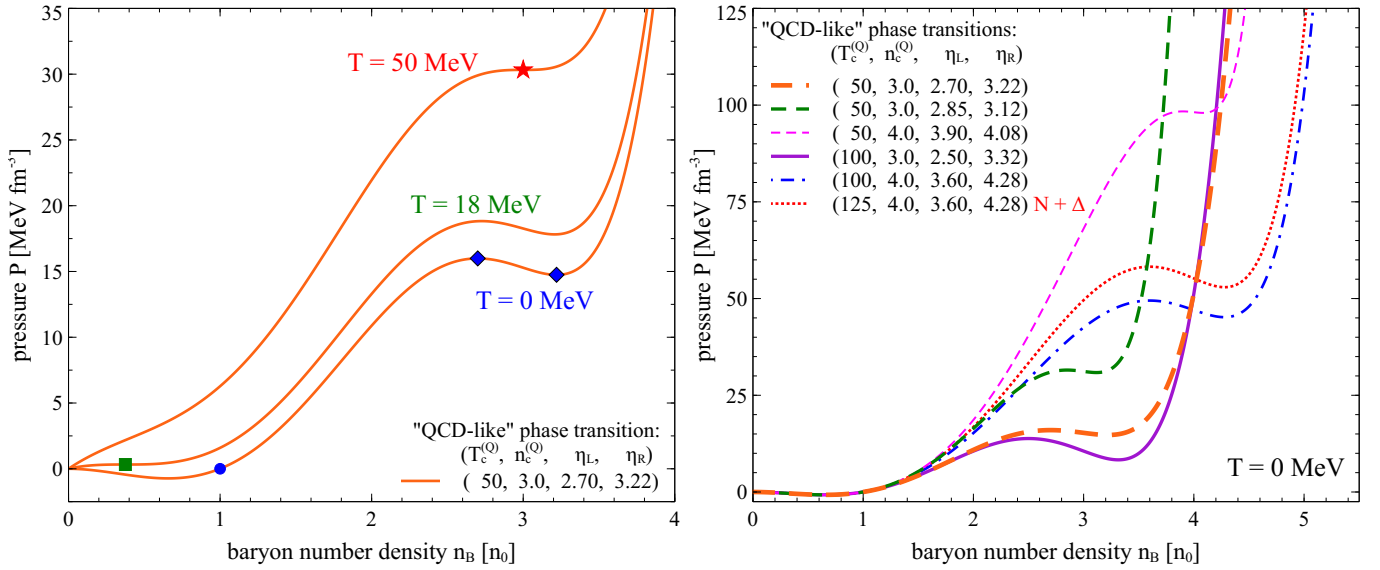 35
30
25
20
15
10
5
0
pressure P [MeV fm⁻³]
T = 50 MeV
T = 18 MeV
T = 0 MeV
"QCD-like" phase transition:
(T_c^(Q), n_c^(Q), η_L, η_R)
( 50, 3.0, 2.70, 3.22)
0 1 2 3 4
baryon number density n_B [n_0]
100
75
50
25
0
pressure P [MeV fm⁻³]
"QCD-like" phase transitions:
(T_c^(Q), n_c^(Q), η_L, η_R)
( 50, 3.0, 2.70, 3.22)
( 50, 3.0, 2.85, 3.12)
( 50, 4.0, 3.90, 4.08)
(100, 3.0, 2.50, 3.32)
(100, 4.0, 3.60, 4.28)
(125, 4.0, 3.60, 4.28) N + Δ
T = 0 MeV
0 1 2 3 4 5
baryon number density n_B [n_0]